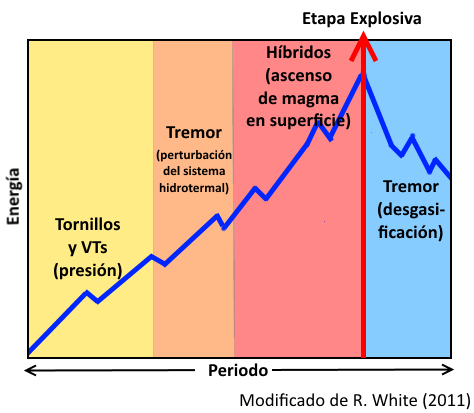 Etapa Explosiva
Híbridos
(ascenso
de magma
en superficie)
Tremor
(perturbación
del sistema
hidrotermal)
Tornillos
y VTs
(presión)
Tremor
(desgasi-
ficación)
Energía
Periodo
Modificado de R. White (2011)